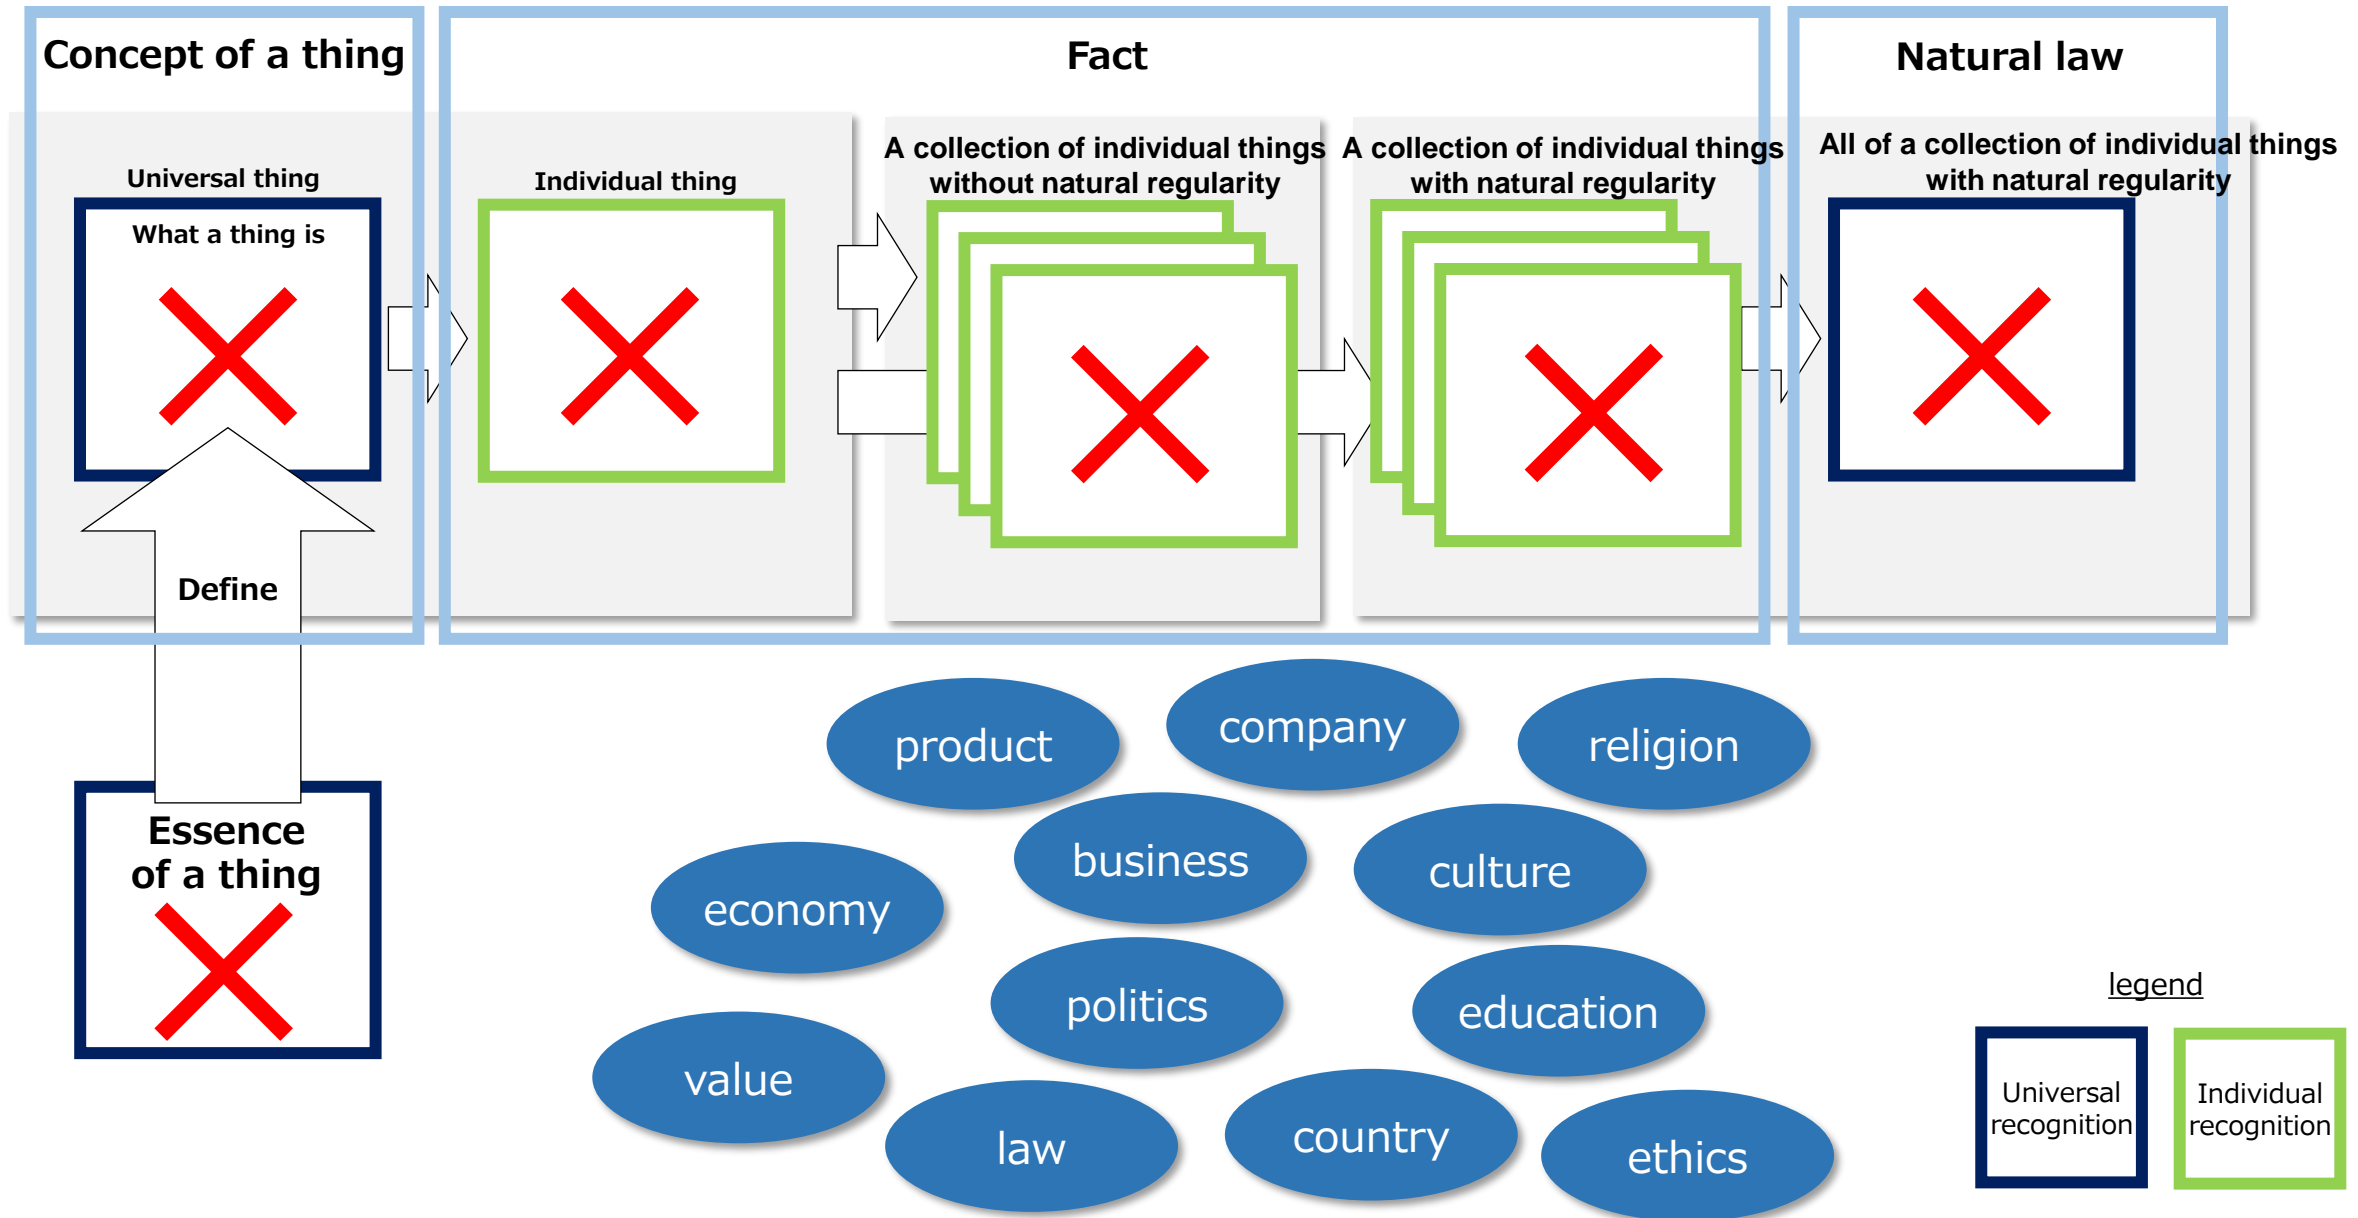 Concept of a thing
Fact
Natural law
Universal thing
What a thing is
Individual thing
A collection of individual things
without natural regularity
A collection of individual things
with natural regularity
All of a collection of individual things
with natural regularity
Define
Essence
of a thing
product
company
religion
business
culture
economy
politics
education
value
law
country
ethics
legend
Universal
recognition
Individual
recognition